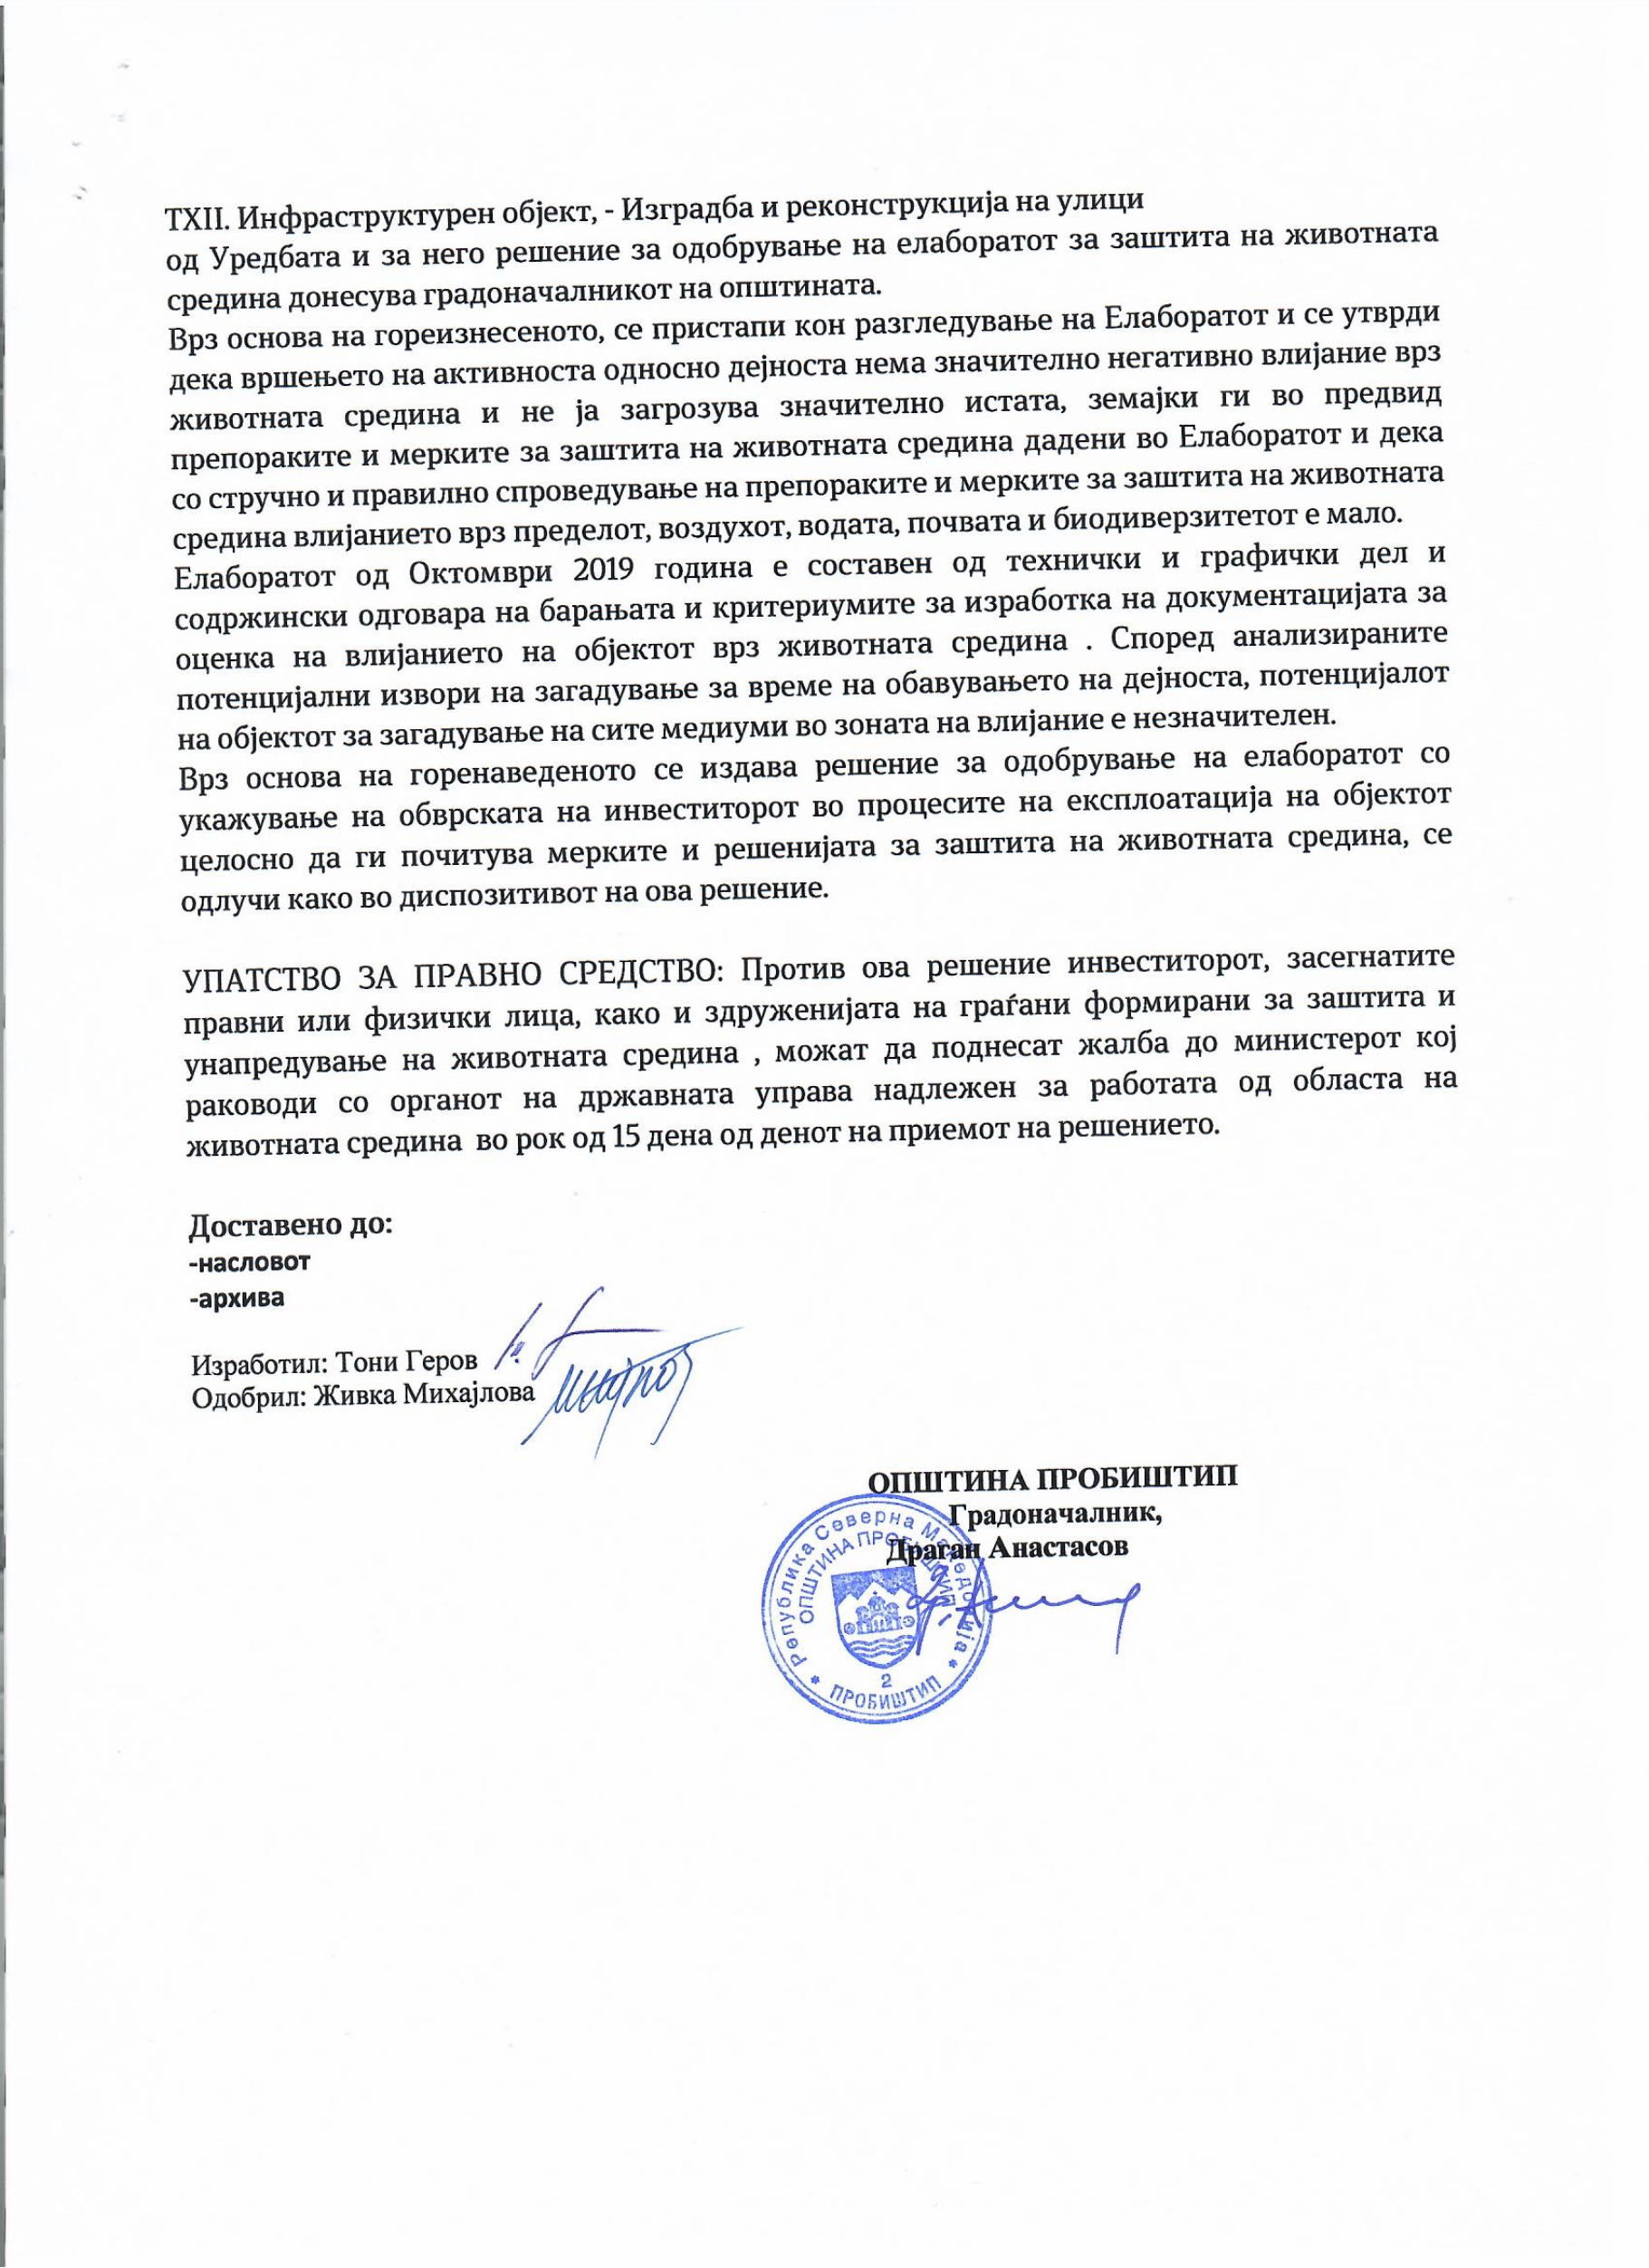 ТXII. Инфраструктурен објект, - Изградба и реконструкција на улици
од Уредбата и за него решение за одобрување на елаборатот за заштита на животната
средина донесува градоначалникот на општината.
Врз основа на гореизнесеното, се пристапи кон разгледување на Елаборатот и се утврди
дека вршењето на активноста односно дејноста нема значително негативно влијание врз
животната средина и не ја загрозува значително истата, земајки ги во предвид
препораките и мерките за заштита на животната средина дадени во Елаборатот и дека
со стручно и правилно спроведување на препораките и мерките за заштита на животната
средина влијанието врз пределот, воздухот, водата, почвата и биодиверзитетот е мало.
Елаборатот од Октомври 2019 година е составен од технички и графички дел и
содржински одговара на барањата и критериумите за изработка на документацијата за
оценка на влијанието на објектот врз животната средина . Според анализираните
потенцијални извори на загадување за време на обавувањето на дејноста, потенцијалот
на објектот за загадување на сите медиуми во зоната на влијание е незначителен.
Врз основа на горенаведеното се издава решение за одобрување на елаборатот со
укажување на обврската на инвеститорот во процесите на експлоатација на објектот
целосно да ги почитува мерките и решенијата за заштита на животната средина, се
одлучи како во диспозитивот на ова решение.
УПАТСТВО ЗА ПРАВНО СРЕДСТВО: Против ова решение инвеститорот, засегнатите
правни или физички лица, како и здруженијата на граѓани формирани за заштита и
унапредување на животната средина , можат да поднесат жалба до министерот кој
раководи со органот на државната управа надлежен за работата од областа на
животната средина во рок од 15 дена од денот на приемот на решението.
Доставено до:
-насловот
-архива
Изработил: Тони Геров
Одобрил: Живка Михајлова
ОПШТИНА ПРОБИШТИП
Градоначалник,
Драган Анастасов
Република Северна Македонија
ОПШТИНА ПРОБИШТИП
2
ПРОБИШТИП